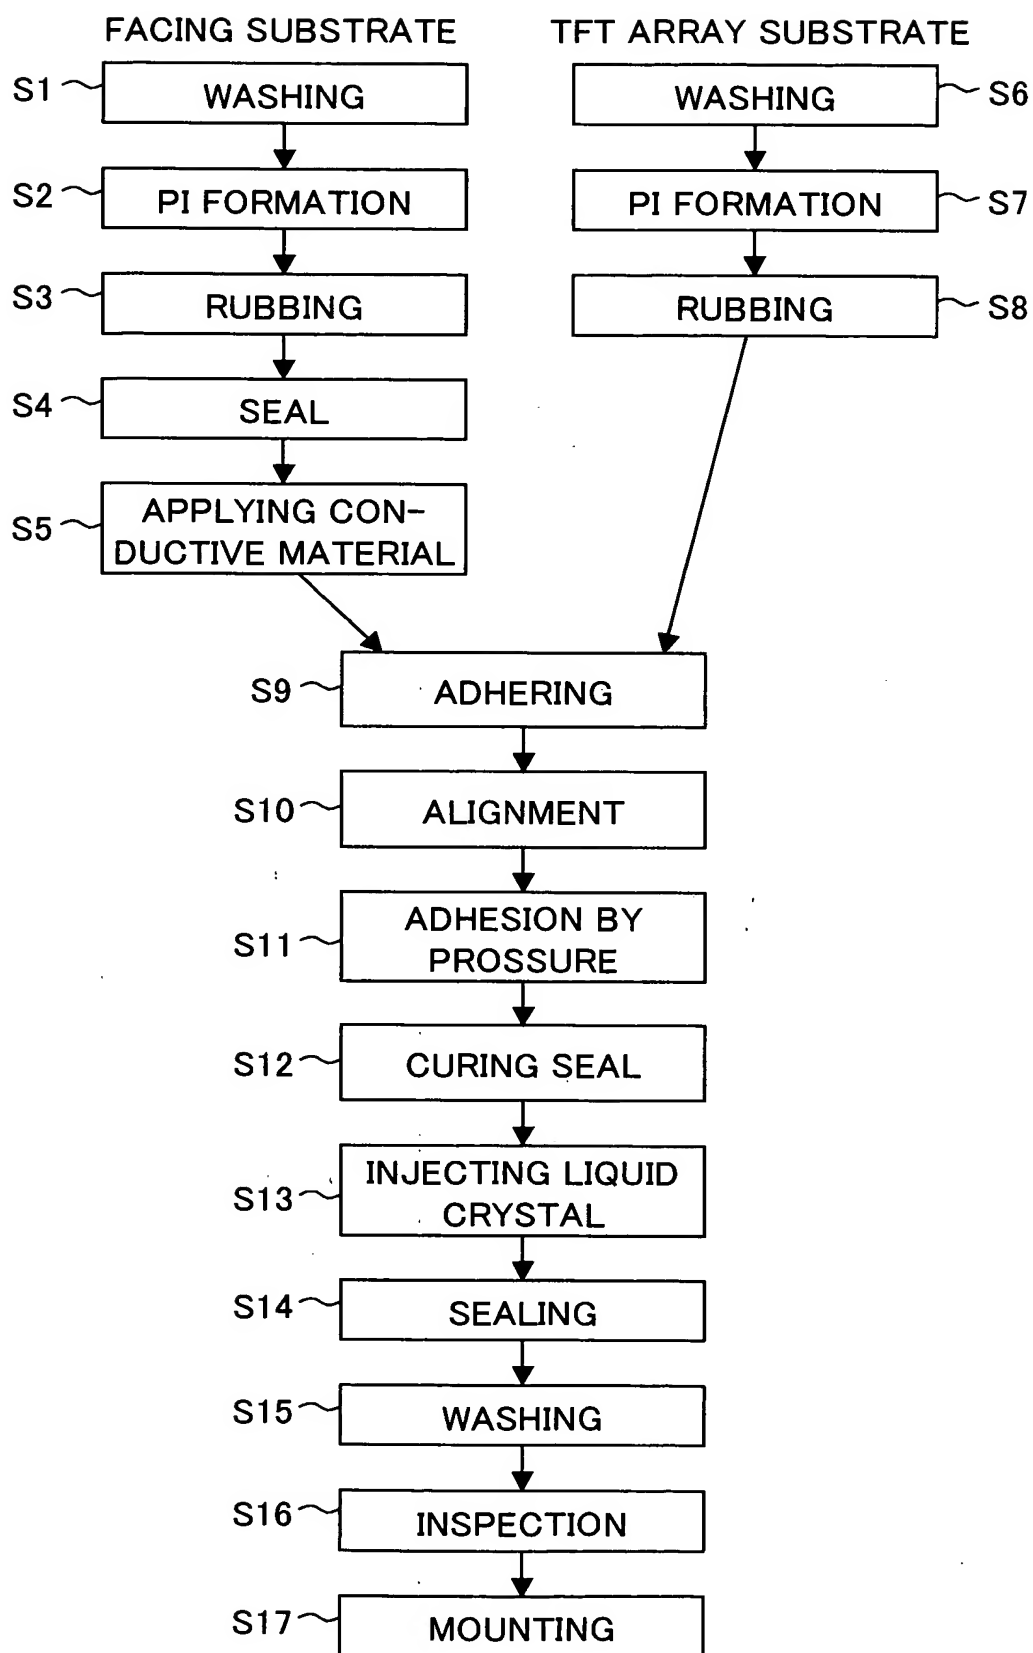 FACING SUBSTRATE
S1
WASHING
S2
PI FORMATION
S3
RUBBING
S4
SEAL
S5
APPLYING CON-
DUCTIVE MATERIAL
TFT ARRAY SUBSTRATE
WASHING
S6
PI FORMATION
S7
RUBBING
S8
S9
ADHERING
S10
ALIGNMENT
S11
ADHESION BY
PROSSURE
S12
CURING SEAL
S13
INJECTING LIQUID
CRYSTAL
S14
SEALING
S15
WASHING
S16
INSPECTION
S17
MOUNTING